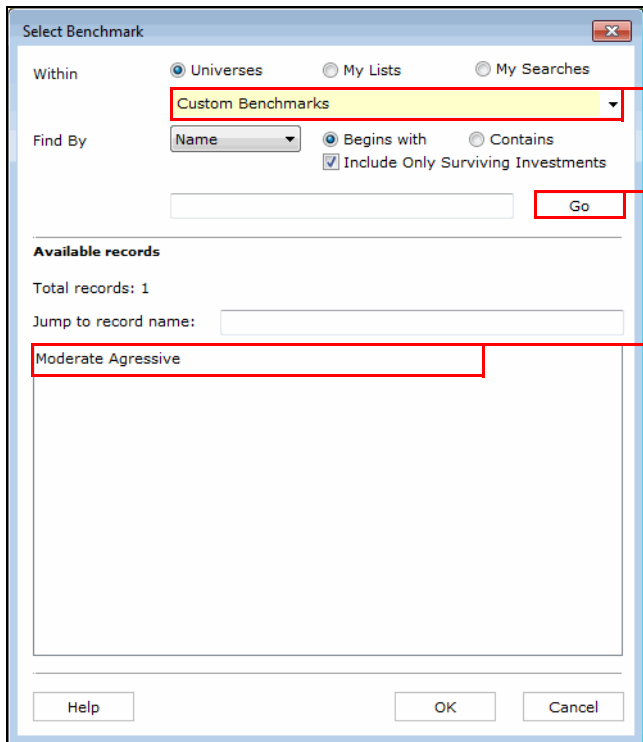 Select Benchmark
Within Universes My Lists My Searches
Custom Benchmarks
Find By Name Begins with Contains
Include Only Surviving Investments
Go
Available records
Total records: 1
Jump to record name:
Moderate Agressive
Help OK Cancel